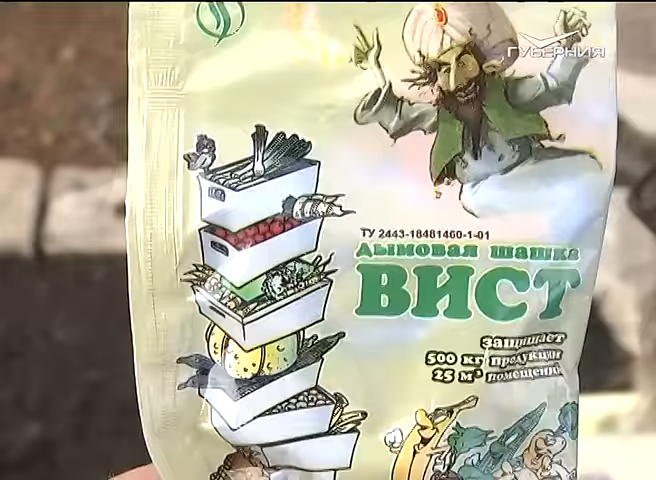 ГУБЕРНИЯ
ТУ 2443-18481460-1-01
ДЫМОВАЯ ШАШКА
ВИСТ
Защищает
500 кг продукции
25 м³ помещений